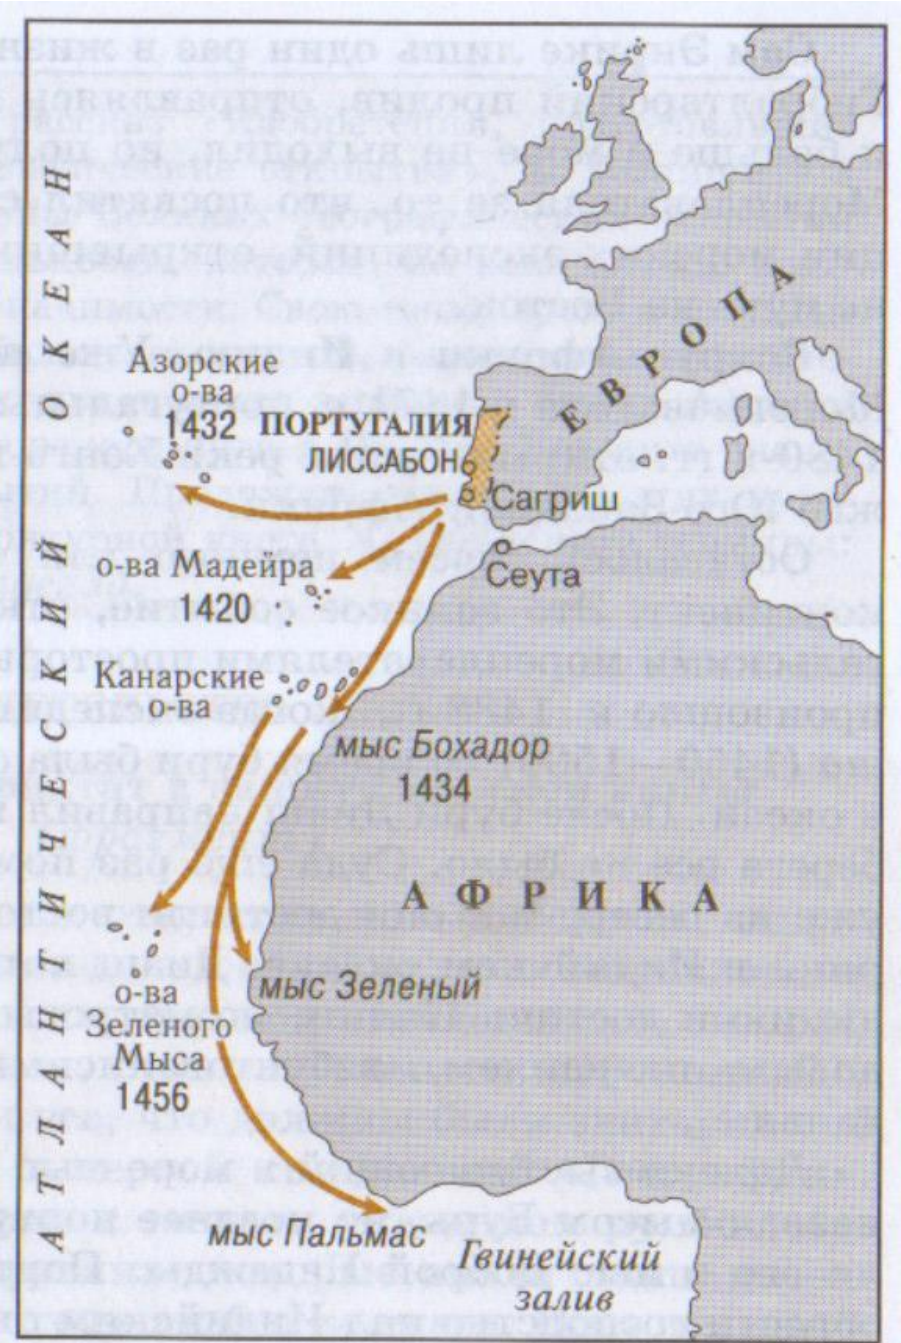 АТЛАНТИЧЕСКИЙ ОКЕАН
ЕВРОПА
Азорские
о-ва
1432
ПОРТУГАЛИЯ
ЛИССАБОН
Сагриш
Сеута
о-ва Мадейра
1420
Канарские
о-ва
мыс Бохадор
1434
АФРИКА
мыс Зеленый
о-ва
Зеленого
Мыса
1456
мыс Пальмас
Гвинейский
залив